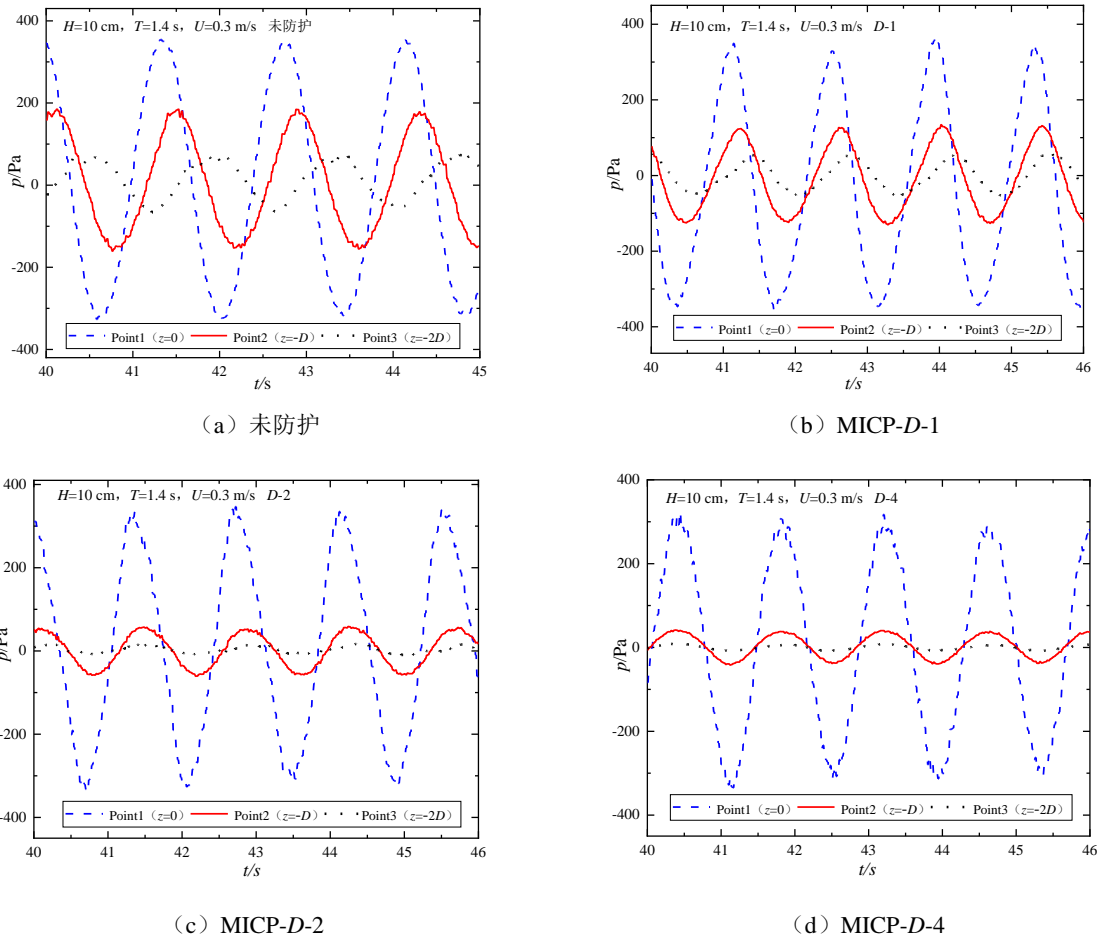 H=10 cm，T=1.4 s，U=0.3 m/s 未防护
400
200
0
-200
-400
p/Pa
Point1（z=0） Point2（z=-D） Point3（z=-2D）
40 41 42 43 44 45
t/s
（a）未防护
H=10 cm，T=1.4 s，U=0.3 m/s D-1
400
200
0
-200
-400
p/Pa
Point1（z=0） Point2（z=-D） Point3（z=-2D）
40 41 42 43 44 45 46
t/s
（b）MICP-D-1
H=10 cm，T=1.4 s，U=0.3 m/s D-2
400
200
0
-200
-400
p/Pa
Point1（z=0） Point2（z=-D） Point3（z=-2D）
40 41 42 43 44 45 46
t/s
（c）MICP-D-2
H=10 cm，T=1.4 s，U=0.3 m/s D-4
400
200
0
-200
-400
p/Pa
Point1（z=0） Point2（z=-D） Point3（z=-2D）
40 41 42 43 44 45 46
t/s
（d）MICP-D-4